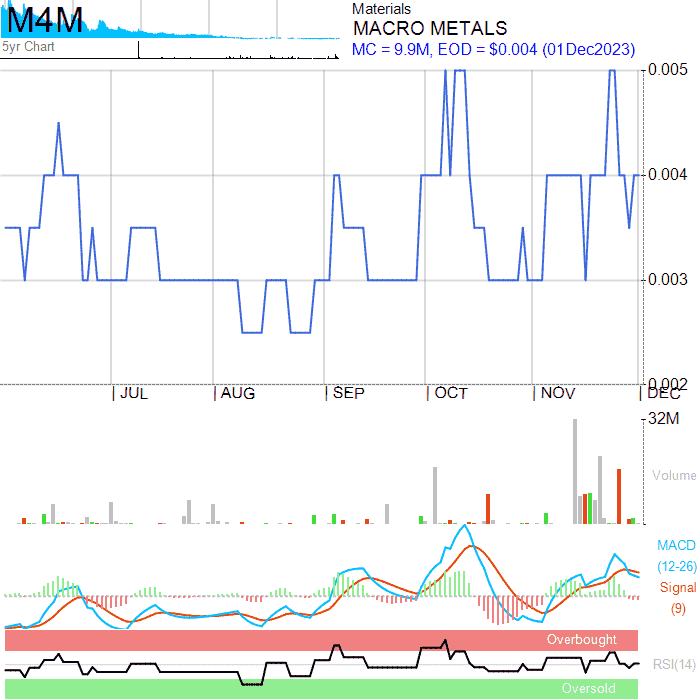 M4M
5yr Chart
Materials
MACRO METALS
MC = 9.9M, EOD = $0.004 (01Dec2023)
0.005
0.004
0.003
0.002
JUL AUG SEP OCT NOV DEC
32M
Volume
MACD
(12-26)
Signal
(9)
Overbought
RSI(14)
Oversold